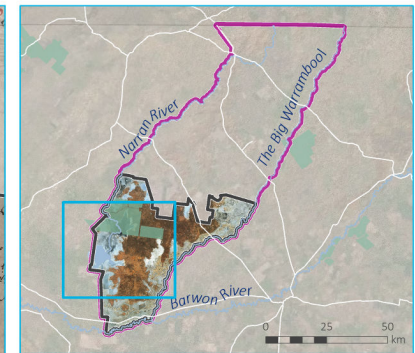 Narran River
The Big Warrambool
Barwon River
0 25 50
km